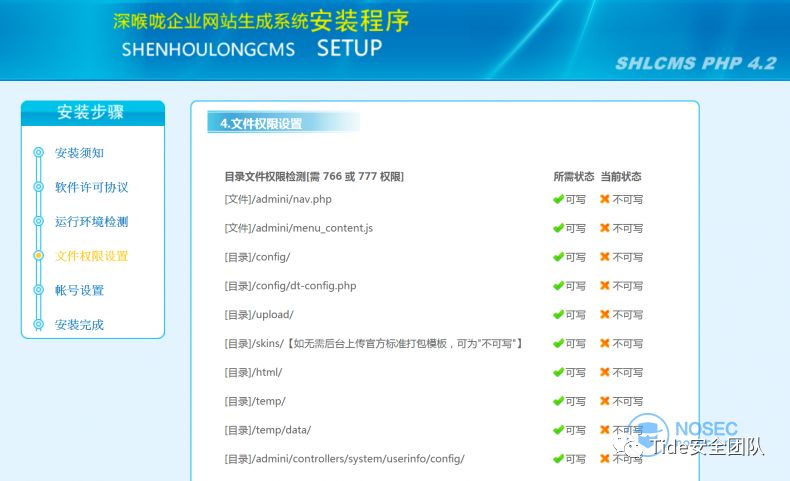 深喉咙企业网站生成系统安装程序
SHENHOULONGCMS SETUP
SHLCMS PHP 4.2
安装步骤
安装须知
软件许可协议
运行环境检测
文件权限设置
帐号设置
安装完成
4.文件权限设置
目录文件权限检测[需 766 或 777 权限] 所需状态 当前状态
[文件]/admini/nav.php 可写 不可写
[文件]/admini/menu_content.js 可写 不可写
[目录]/config/ 可写 不可写
[目录]/config/dt-config.php 可写 不可写
[目录]/upload/ 可写 不可写
[目录]/skins/【如无需后台上传官方标准打包模板，可为"不可写"】 可写 不可写
[目录]/html/ 可写 不可写
[目录]/temp/ 可写 不可写
[目录]/temp/data/ 可写 不可写
[目录]/admini/controllers/system/userinfo/config/ 可写 不可写
NOSEC
Tide安全团队